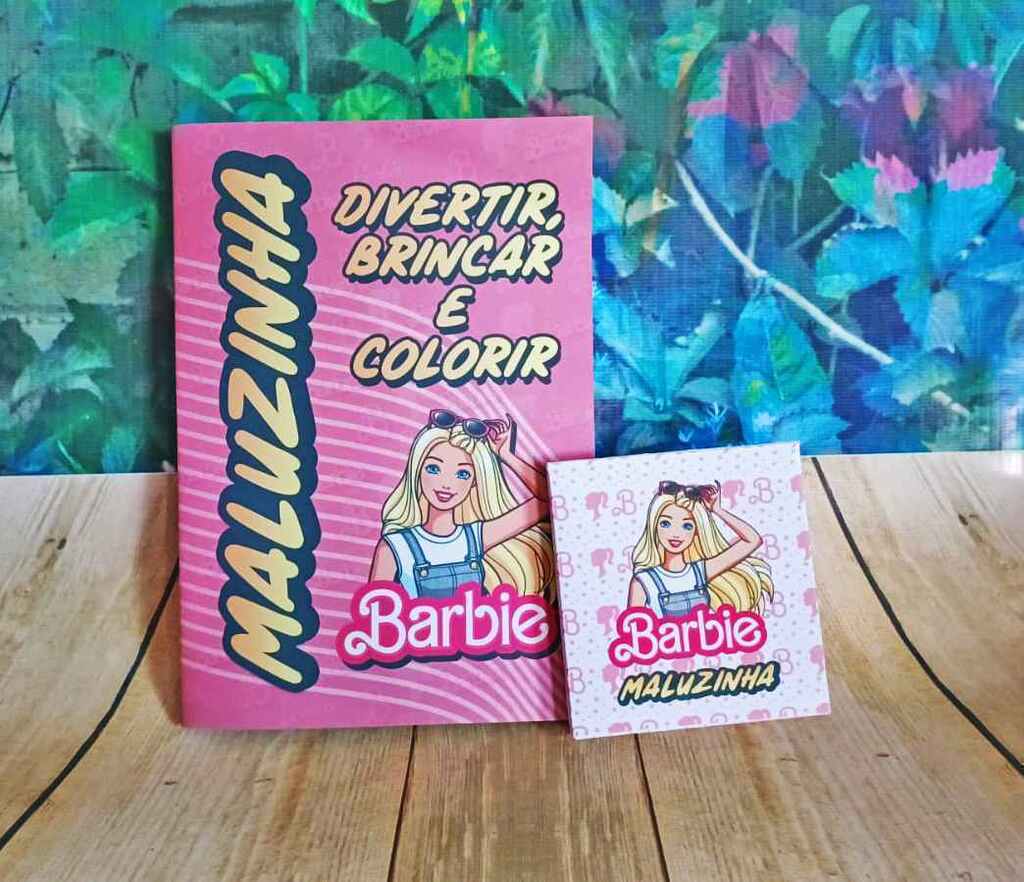 MALUZINHA
DIVERTIR,
BRINCAR
E
COLORIR
Barbie
Barbie
MALUZINHA